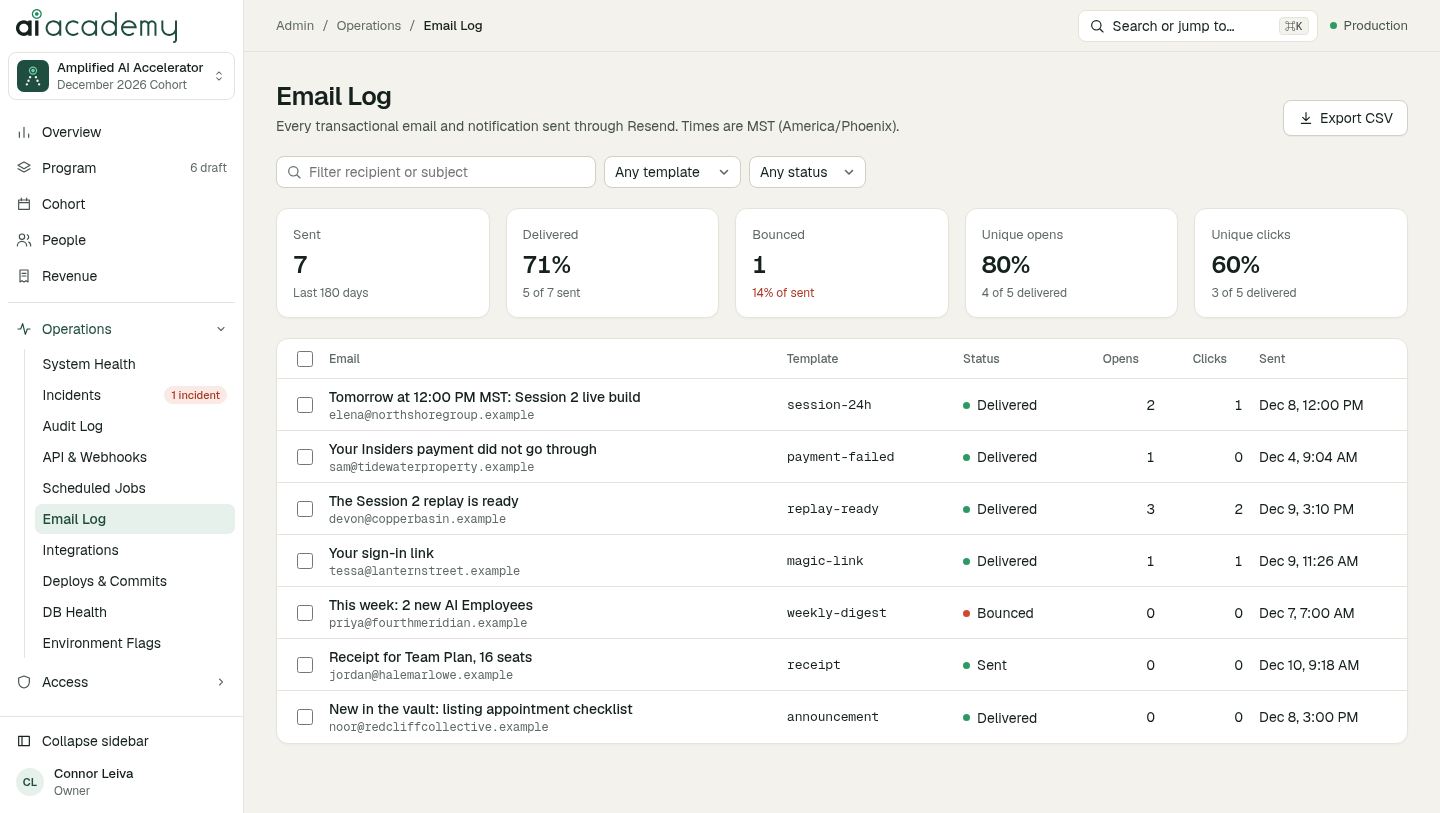 ai academy
Amplified AI Accelerator
December 2026 Cohort
Overview
Program 6 draft
Cohort
People
Revenue
Operations
System Health
Incidents 1 incident
Audit Log
API & Webhooks
Scheduled Jobs
Email Log
Integrations
Deploys & Commits
DB Health
Environment Flags
Access
Collapse sidebar
CL
Connor Leiva
Owner
Admin / Operations / Email Log
Search or jump to… ⌘K
Production
Email Log
Every transactional email and notification sent through Resend. Times are MST (America/Phoenix).
Export CSV
Filter recipient or subject
Any template
Any status
Sent
7
Last 180 days
Delivered
71%
5 of 7 sent
Bounced
1
14% of sent
Unique opens
80%
4 of 5 delivered
Unique clicks
60%
3 of 5 delivered
Email Template Status Opens Clicks Sent
Tomorrow at 12:00 PM MST: Session 2 live build
elena@northshoregroup.example
session-24h Delivered 2 1 Dec 8, 12:00 PM
Your Insiders payment did not go through
sam@tidewaterproperty.example
payment-failed Delivered 1 0 Dec 4, 9:04 AM
The Session 2 replay is ready
devon@copperbasin.example
replay-ready Delivered 3 2 Dec 9, 3:10 PM
Your sign-in link
tessa@lanternstreet.example
magic-link Delivered 1 1 Dec 9, 11:26 AM
This week: 2 new AI Employees
priya@fourthmeridian.example
weekly-digest Bounced 0 0 Dec 7, 7:00 AM
Receipt for Team Plan, 16 seats
jordan@halemarlowe.example
receipt Sent 0 0 Dec 10, 9:18 AM
New in the vault: listing appointment checklist
noor@redcliffcollective.example
announcement Delivered 0 0 Dec 8, 3:00 PM